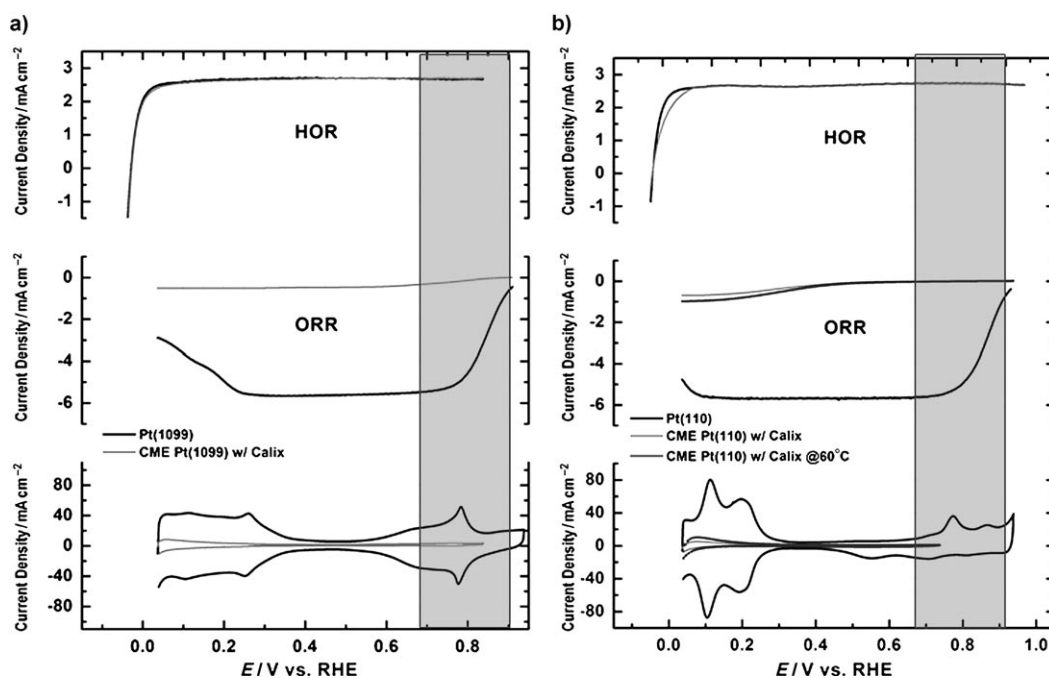 a)
Current Density/mA cm⁻²
3
2
1
0
-1
HOR
Current Density/mA cm⁻²
0
-2
-4
-6
ORR
Pt(1099)
CME Pt(1099) w/ Calix
Current Density/mA cm⁻²
80
40
0
-40
-80
0.0 0.2 0.4 0.6 0.8
E / V vs. RHE
b)
Current Density/mA cm⁻²
3
2
1
0
-1
HOR
Current Density/mA cm⁻²
0
-2
-4
-6
ORR
Pt(110)
CME Pt(110) w/ Calix
CME Pt(110) w/ Calix @60°C
Current Density/mA cm⁻²
80
40
0
-40
-80
0.0 0.2 0.4 0.6 0.8 1.0
E / V vs. RHE